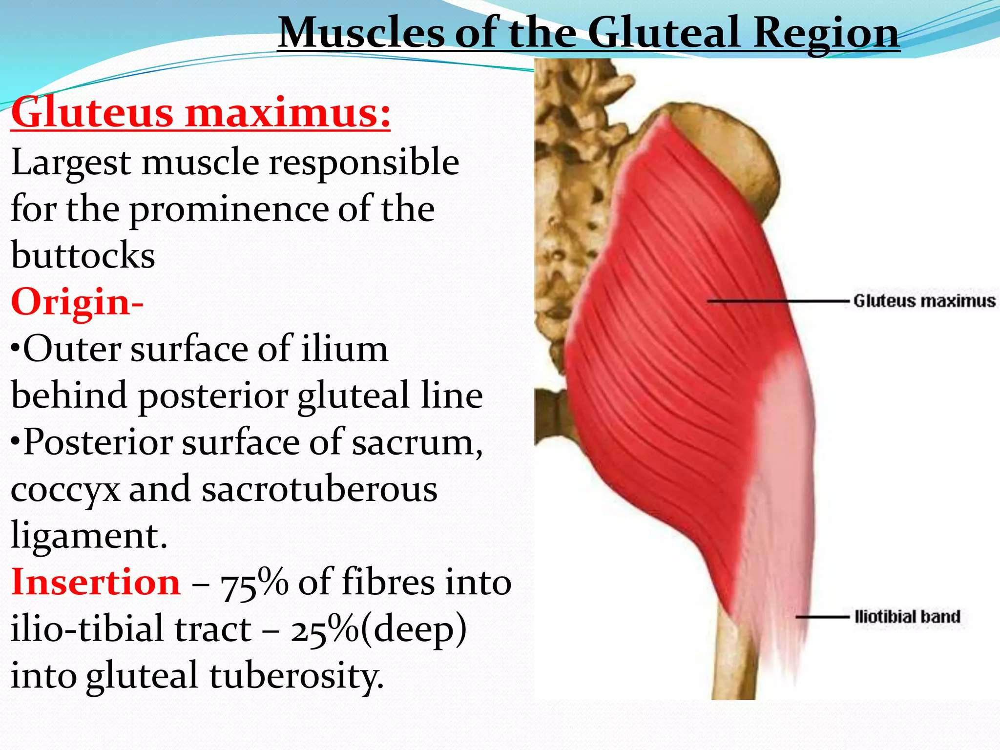 Muscles of the Gluteal Region
Gluteus maximus:
Largest muscle responsible
for the prominence of the
buttocks
Origin-
•Outer surface of ilium
behind posterior gluteal line
•Posterior surface of sacrum,
coccyx and sacrotuberous
ligament.
Insertion – 75% of fibres into
ilio-tibial tract – 25%(deep)
into gluteal tuberosity.
Gluteus maximus
Iliotibial band